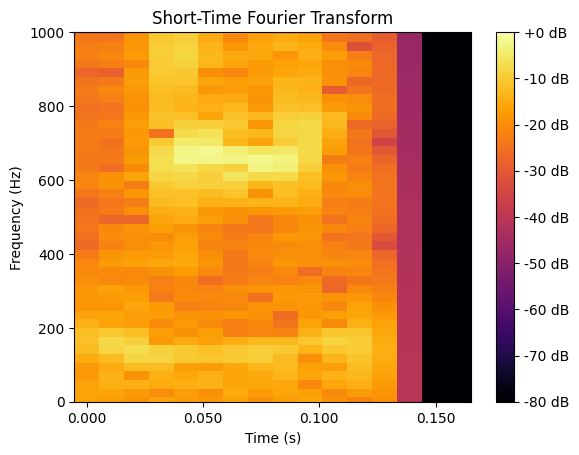 Short-Time Fourier Transform
1000
800
600
400
200
0
Frequency (Hz)
0.000
0.050
0.100
0.150
Time (s)
+0 dB
-10 dB
-20 dB
-30 dB
-40 dB
-50 dB
-60 dB
-70 dB
-80 dB